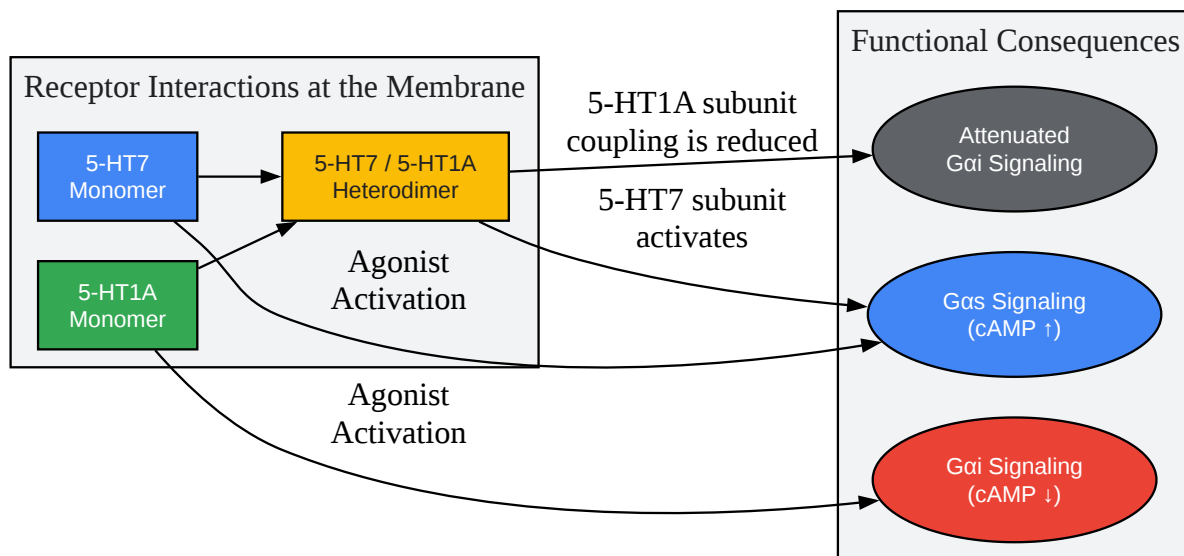 Receptor Interactions at the Membrane
5-HT7
Monomer
5-HT7 / 5-HT1A
Heterodimer
5-HT1A
Monomer
Agonist
Activation
Agonist
Activation
5-HT1A subunit
coupling is reduced
5-HT7 subunit
activates
Functional Consequences
Attenuated
Gαi Signaling
Gαs Signaling
(cAMP ↑)
Gαi Signaling
(cAMP ↓)